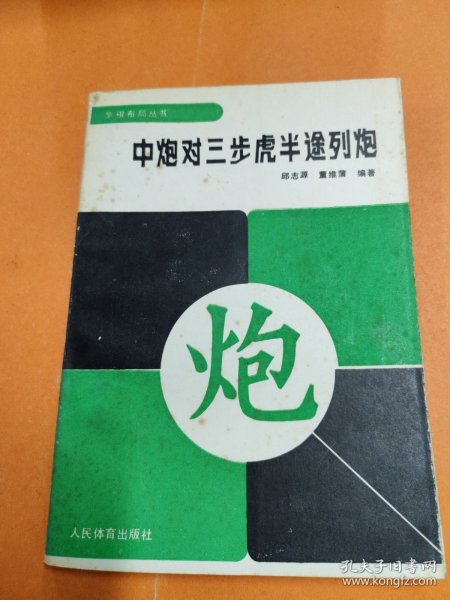 象棋布局丛书
中炮对三步虎半途列炮
邱志源 董维蒲 编著
炮
人民体育出版社
孔夫子旧书网
www.kongfz.com